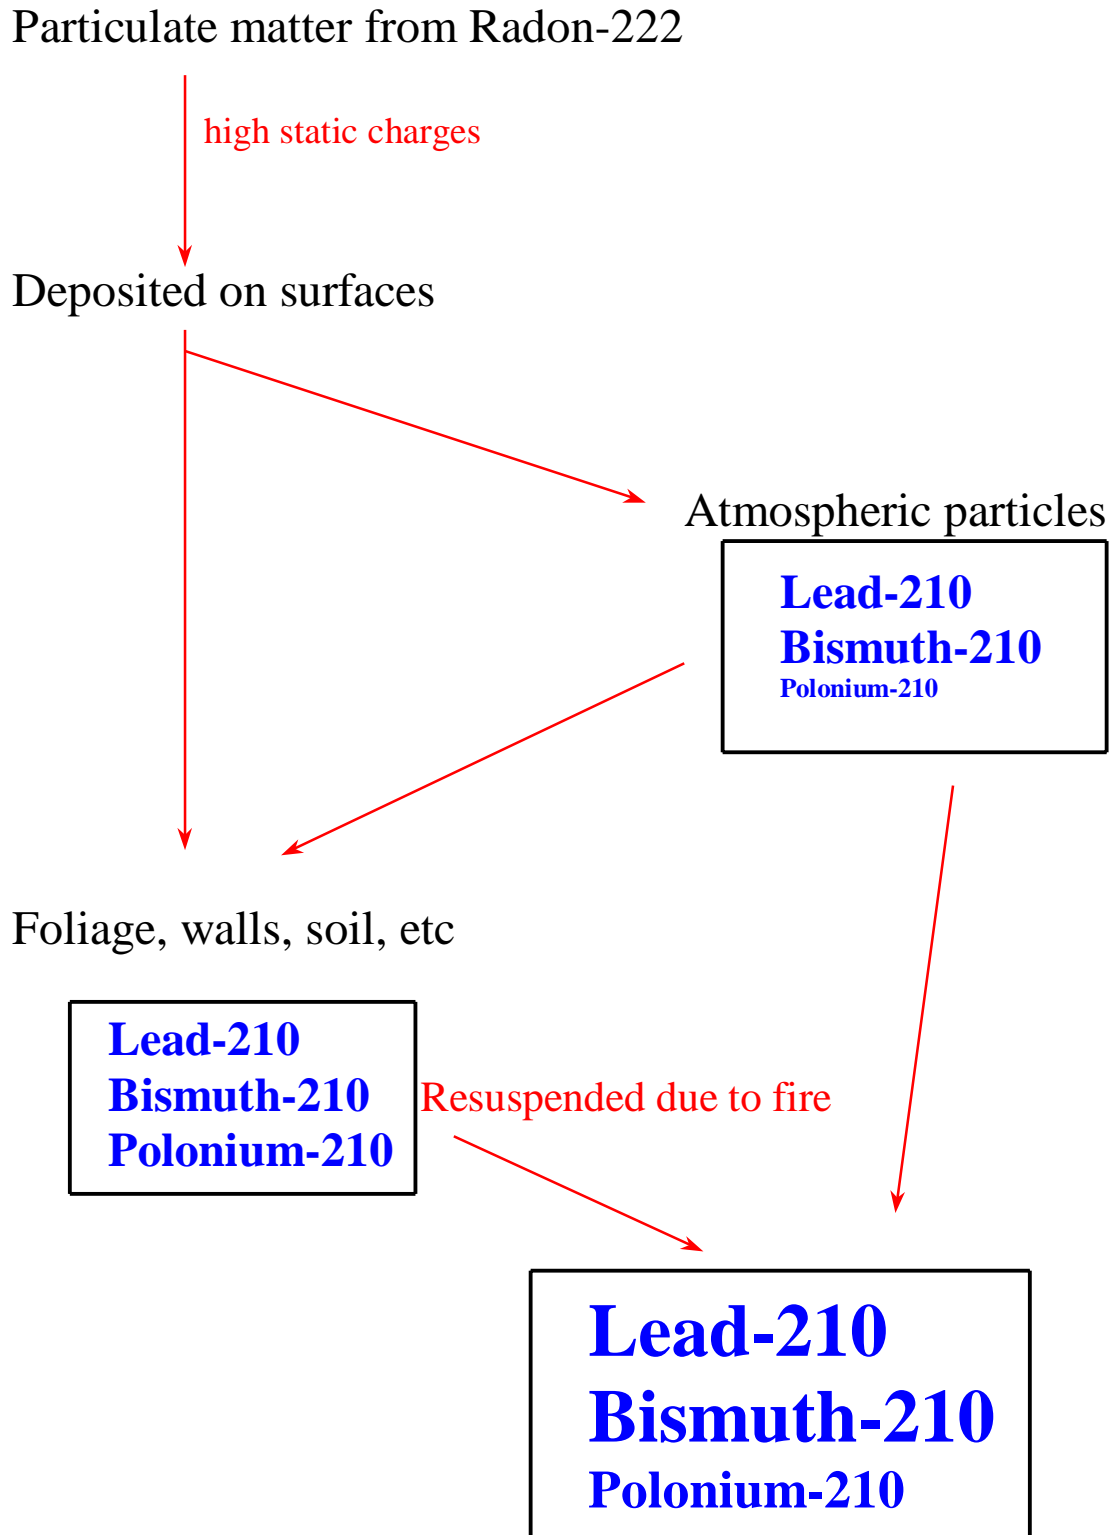 Particulate matter from Radon-222
high static charges
Deposited on surfaces
Atmospheric particles
Lead-210
Bismuth-210
Polonium-210
Foliage, walls, soil, etc
Lead-210
Bismuth-210
Polonium-210
Resuspended due to fire
Lead-210
Bismuth-210
Polonium-210